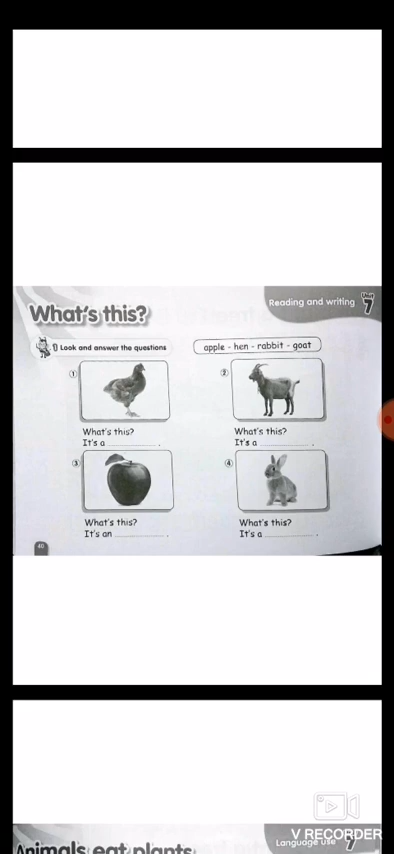 Reading and writing
Unit
7
What's this?
1 Look and answer the questions
apple - hen - rabbit - goat
1
What's this?
It's a .............. .
2
What's this?
It's a .............. .
3
What's this?
It's an .............. .
4
What's this?
It's a .............. .
40
V RECORDER
Animals eat plants.
Language use 7